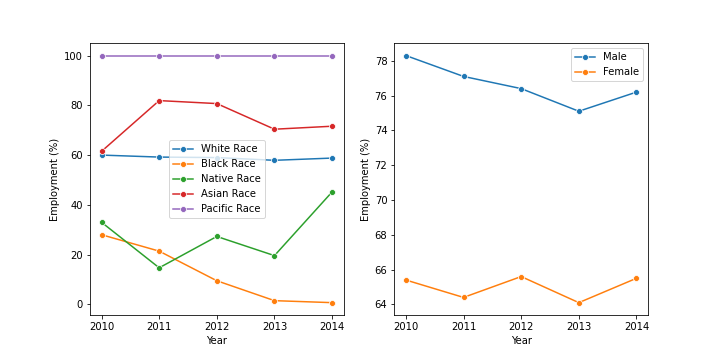 100
80
60
40
20
0
Employment (%)
2010 2011 2012 2013 2014
Year
White Race
Black Race
Native Race
Asian Race
Pacific Race
78
76
74
72
70
68
66
64
Employment (%)
2010 2011 2012 2013 2014
Year
Male
Female